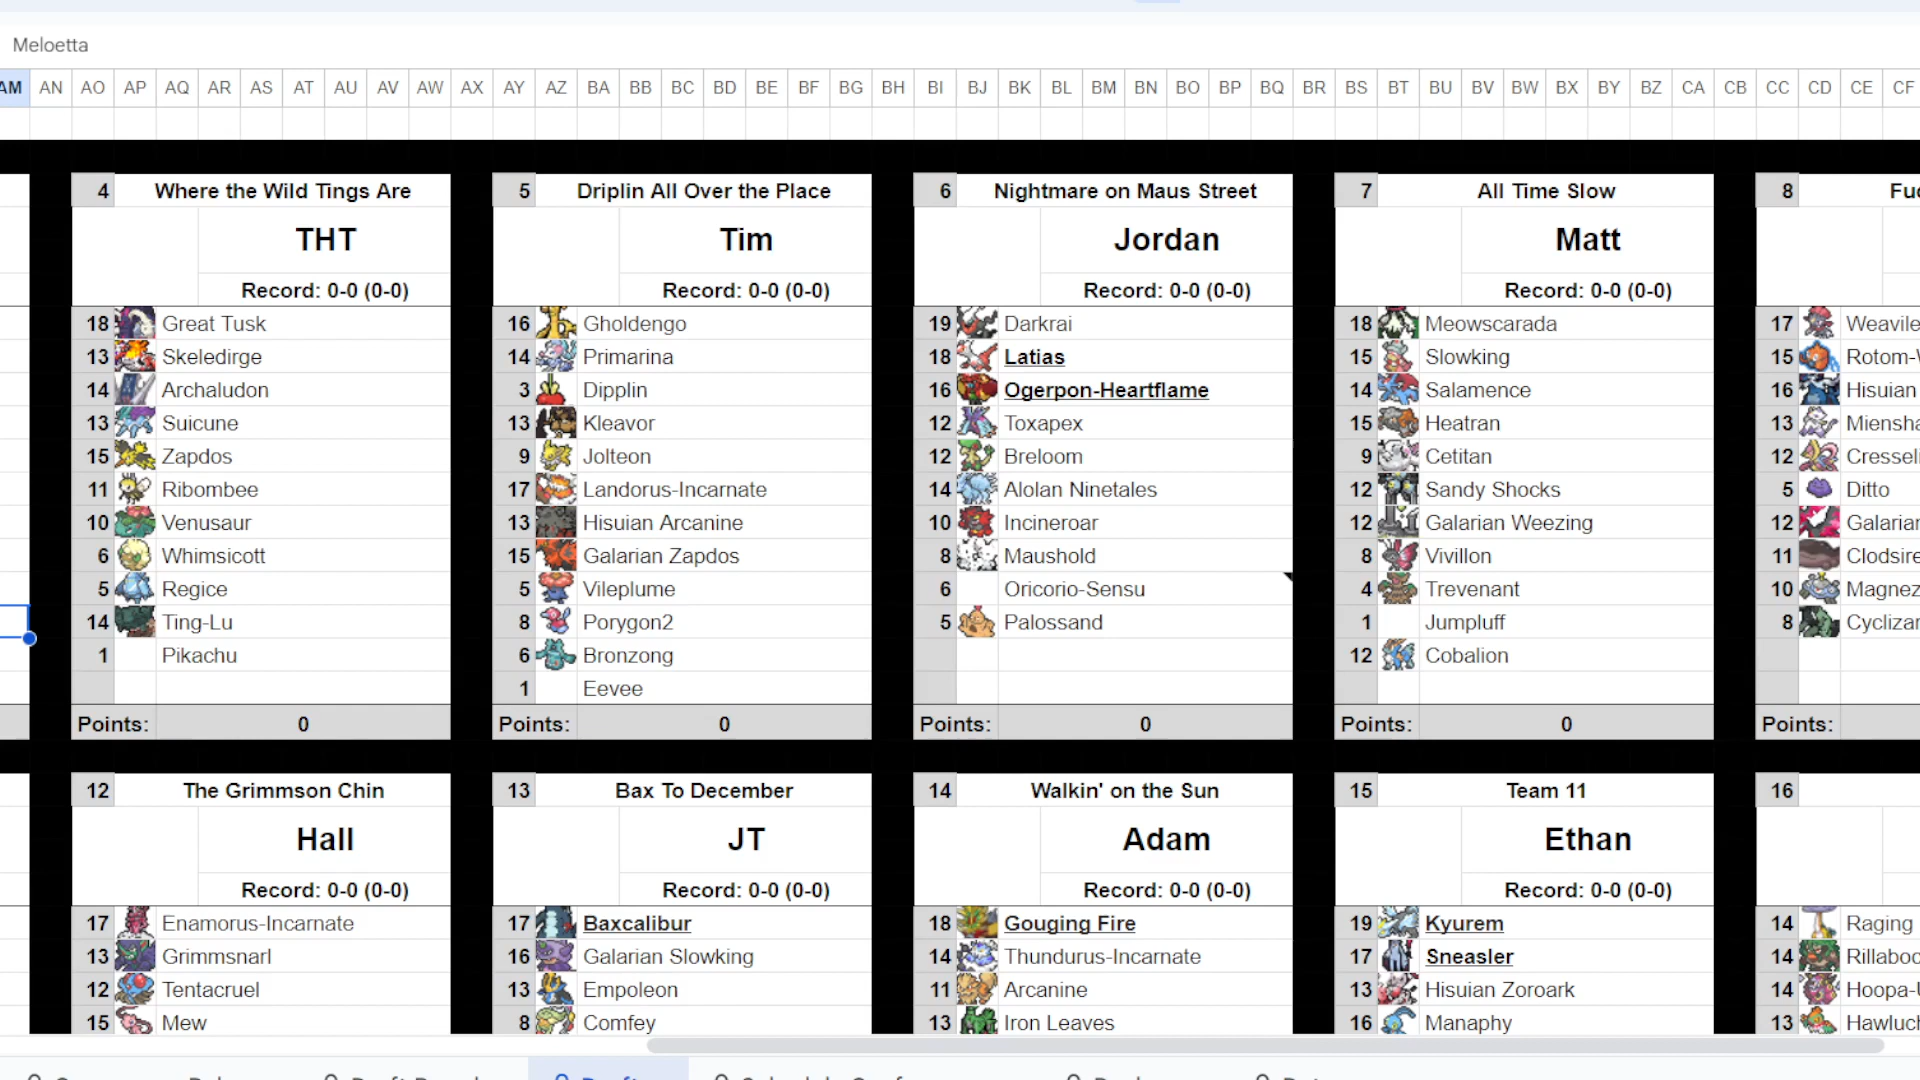 Meloetta
AM AN AO AP AQ AR AS AT AU AV AW AX AY AZ BA BB BC BD BE BF BG BH BI BJ BK BL BM BN BO BP BQ BR BS BT BU BV BW BX BY BZ CA CB CC CD CE CF
4 Where the Wild Tings Are
THT
Record: 0-0 (0-0)
18 Great Tusk
13 Skeledirge
14 Archaludon
13 Suicune
15 Zapdos
11 Ribombee
10 Venusaur
6 Whimsicott
5 Regice
14 Ting-Lu
1 Pikachu
Points: 0
5 Driplin All Over the Place
Tim
Record: 0-0 (0-0)
16 Gholdengo
14 Primarina
3 Dipplin
13 Kleavor
9 Jolteon
17 Landorus-Incarnate
13 Hisuian Arcanine
15 Galarian Zapdos
5 Vileplume
8 Porygon2
6 Bronzong
1 Eevee
Points: 0
6 Nightmare on Maus Street
Jordan
Record: 0-0 (0-0)
19 Darkrai
18 Latias
16 Ogerpon-Heartflame
12 Toxapex
12 Breloom
14 Alolan Ninetales
10 Incineroar
8 Maushold
6 Oricorio-Sensu
5 Palossand
Points: 0
7 All Time Slow
Matt
Record: 0-0 (0-0)
18 Meowscarada
15 Slowking
14 Salamence
15 Heatran
9 Cetitan
12 Sandy Shocks
12 Galarian Weezing
8 Vivillon
4 Trevenant
1 Jumpluff
12 Cobalion
Points: 0
8
17 Weavile
15 Rotom-
16 Hisuian
13 Miensha
12 Cresseli
5 Ditto
12 Galarian
11 Clodsire
10 Magnez
8 Cyclizar
Points:
12 The Grimmson Chin
Hall
Record: 0-0 (0-0)
17 Enamorus-Incarnate
13 Grimmsnarl
12 Tentacruel
15 Mew
13 Bax To December
JT
Record: 0-0 (0-0)
17 Baxcalibur
16 Galarian Slowking
13 Empoleon
8 Comfey
14 Walkin' on the Sun
Adam
Record: 0-0 (0-0)
18 Gouging Fire
14 Thundurus-Incarnate
11 Arcanine
13 Iron Leaves
15 Team 11
Ethan
Record: 0-0 (0-0)
19 Kyurem
17 Sneasler
13 Hisuian Zoroark
16 Manaphy
16
14 Raging
14 Rillaboo
14 Hoopa-
13 Hawluch